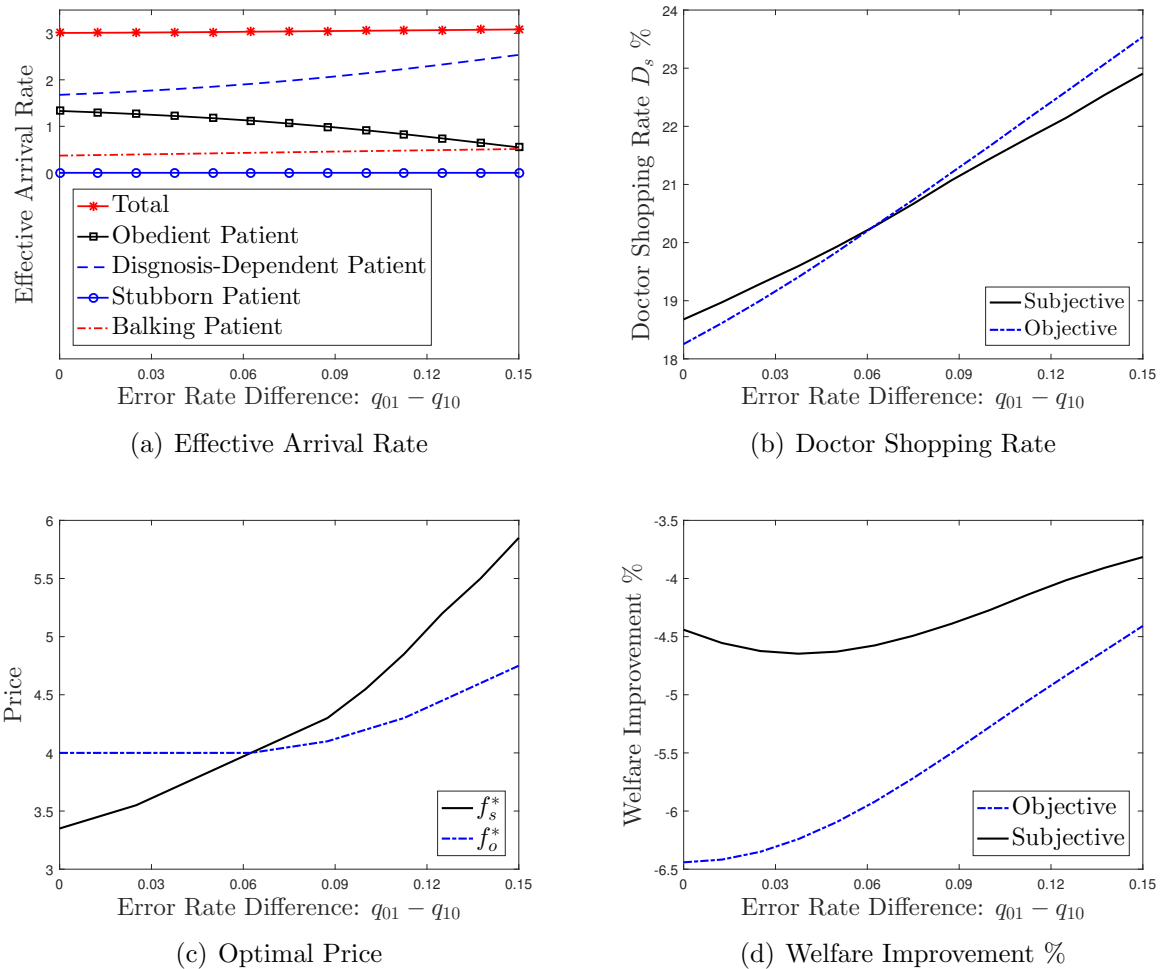 Effective Arrival Rate
3
2
1
0
Total
Obedient Patient
Disgnosis-Dependent Patient
Stubborn Patient
Balking Patient
0 0.03 0.06 0.09 0.12 0.15
Error Rate Difference: q01 − q10
(a) Effective Arrival Rate
Doctor Shopping Rate Ds %
24
23
22
21
20
19
18
Subjective
Objective
0 0.03 0.06 0.09 0.12 0.15
Error Rate Difference: q01 − q10
(b) Doctor Shopping Rate
Price
6
5.5
5
4.5
4
3.5
3
f*s
f*o
0 0.03 0.06 0.09 0.12 0.15
Error Rate Difference: q01 − q10
(c) Optimal Price
Welfare Improvement %
-3.5
-4
-4.5
-5
-5.5
-6
-6.5
Objective
Subjective
0 0.03 0.06 0.09 0.12 0.15
Error Rate Difference: q01 − q10
(d) Welfare Improvement %